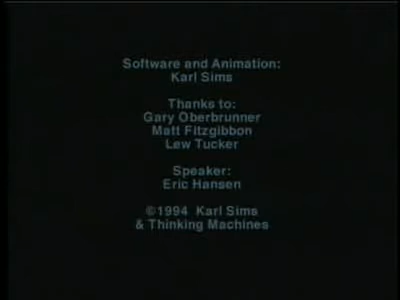 Software and Animation:
Karl Sims
Thanks to:
Gary Oberbrunner
Matt Fitzgibbon
Lew Tucker
Speaker:
Eric Hansen
©1994 Karl Sims
& Thinking Machines